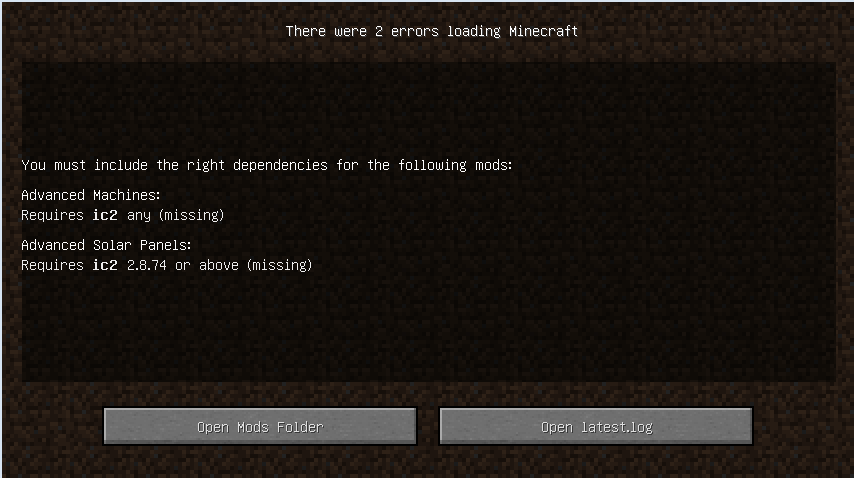 There were 2 errors loading Minecraft
You must include the right dependencies for the following mods:
Advanced Machines:
Requires ic2 any (missing)
Advanced Solar Panels:
Requires ic2 2.8.74 or above (missing)
Open Mods Folder
Open latest.log